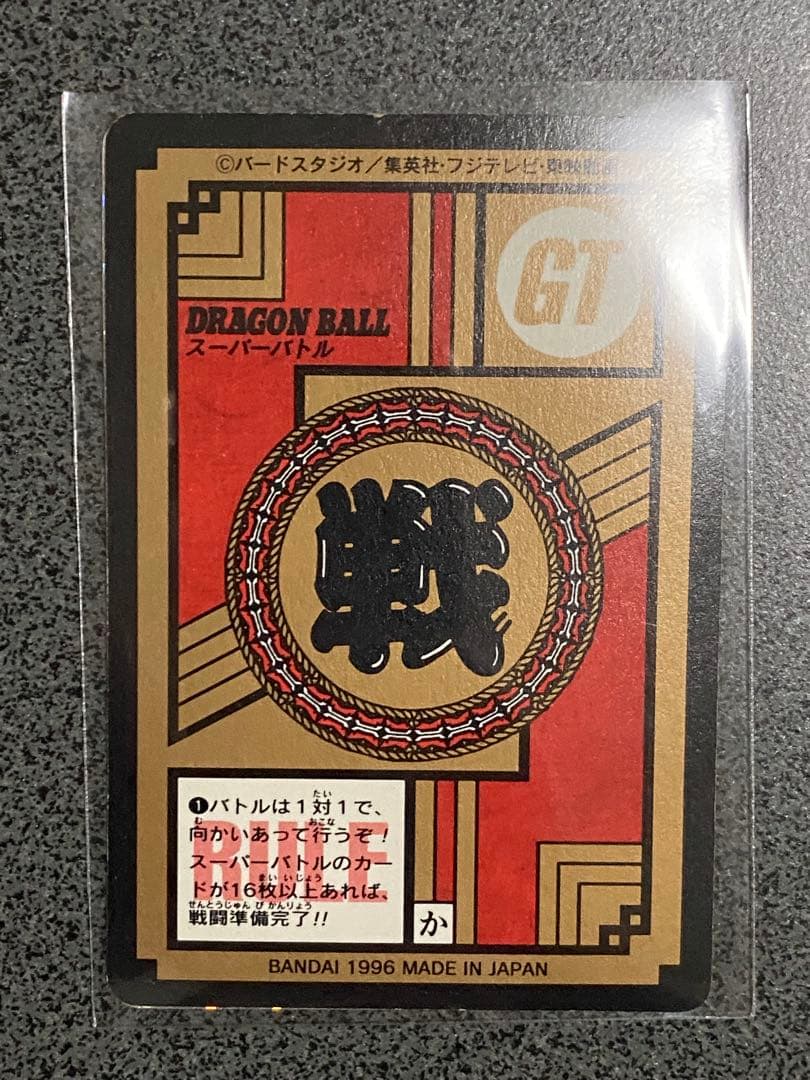 ©バードスタジオ／集英社・フジテレビ・東映動画
GT
DRAGON BALL
スーパーバトル
戦
RULE
❶バトルは1対1で、
向かいあって行うぞ！
スーパーバトルのカー
ドが16枚以上あれば、
戦闘準備完了!!
か
BANDAI 1996 MADE IN JAPAN